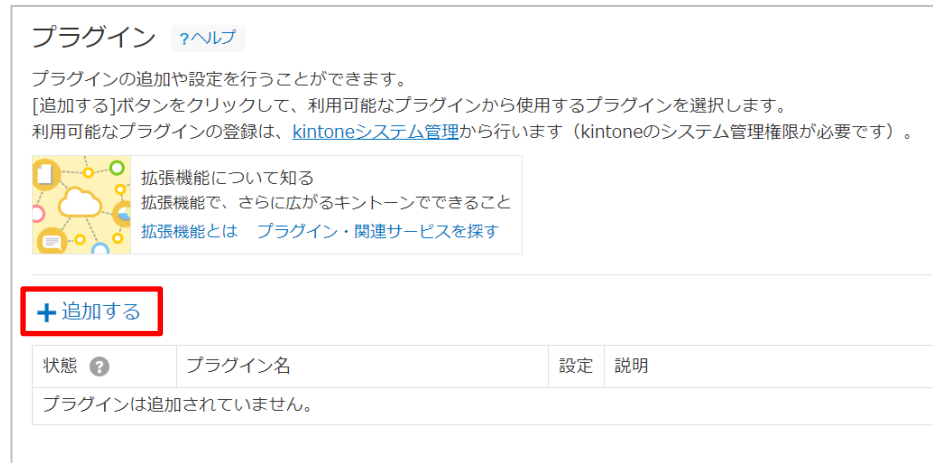 プラグイン ?ヘルプ
プラグインの追加や設定を行うことができます。
[追加する]ボタンをクリックして、利用可能なプラグインから使用するプラグインを選択します。
利用可能なプラグインの登録は、kintoneシステム管理から行います（kintoneのシステム管理権限が必要です）。
拡張機能について知る
拡張機能で、さらに広がるキントーンでできること
拡張機能とは プラグイン・関連サービスを探す
+追加する
状態 ? プラグイン名 設定 説明
プラグインは追加されていません。